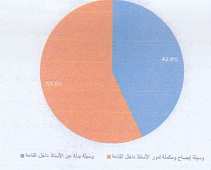 42.9%
57.1%
وسيلة إيضاح ومكملة لدور الأستاذ داخل القاعة
وسيلة بديلة عن الأستاذ داخل القاعة